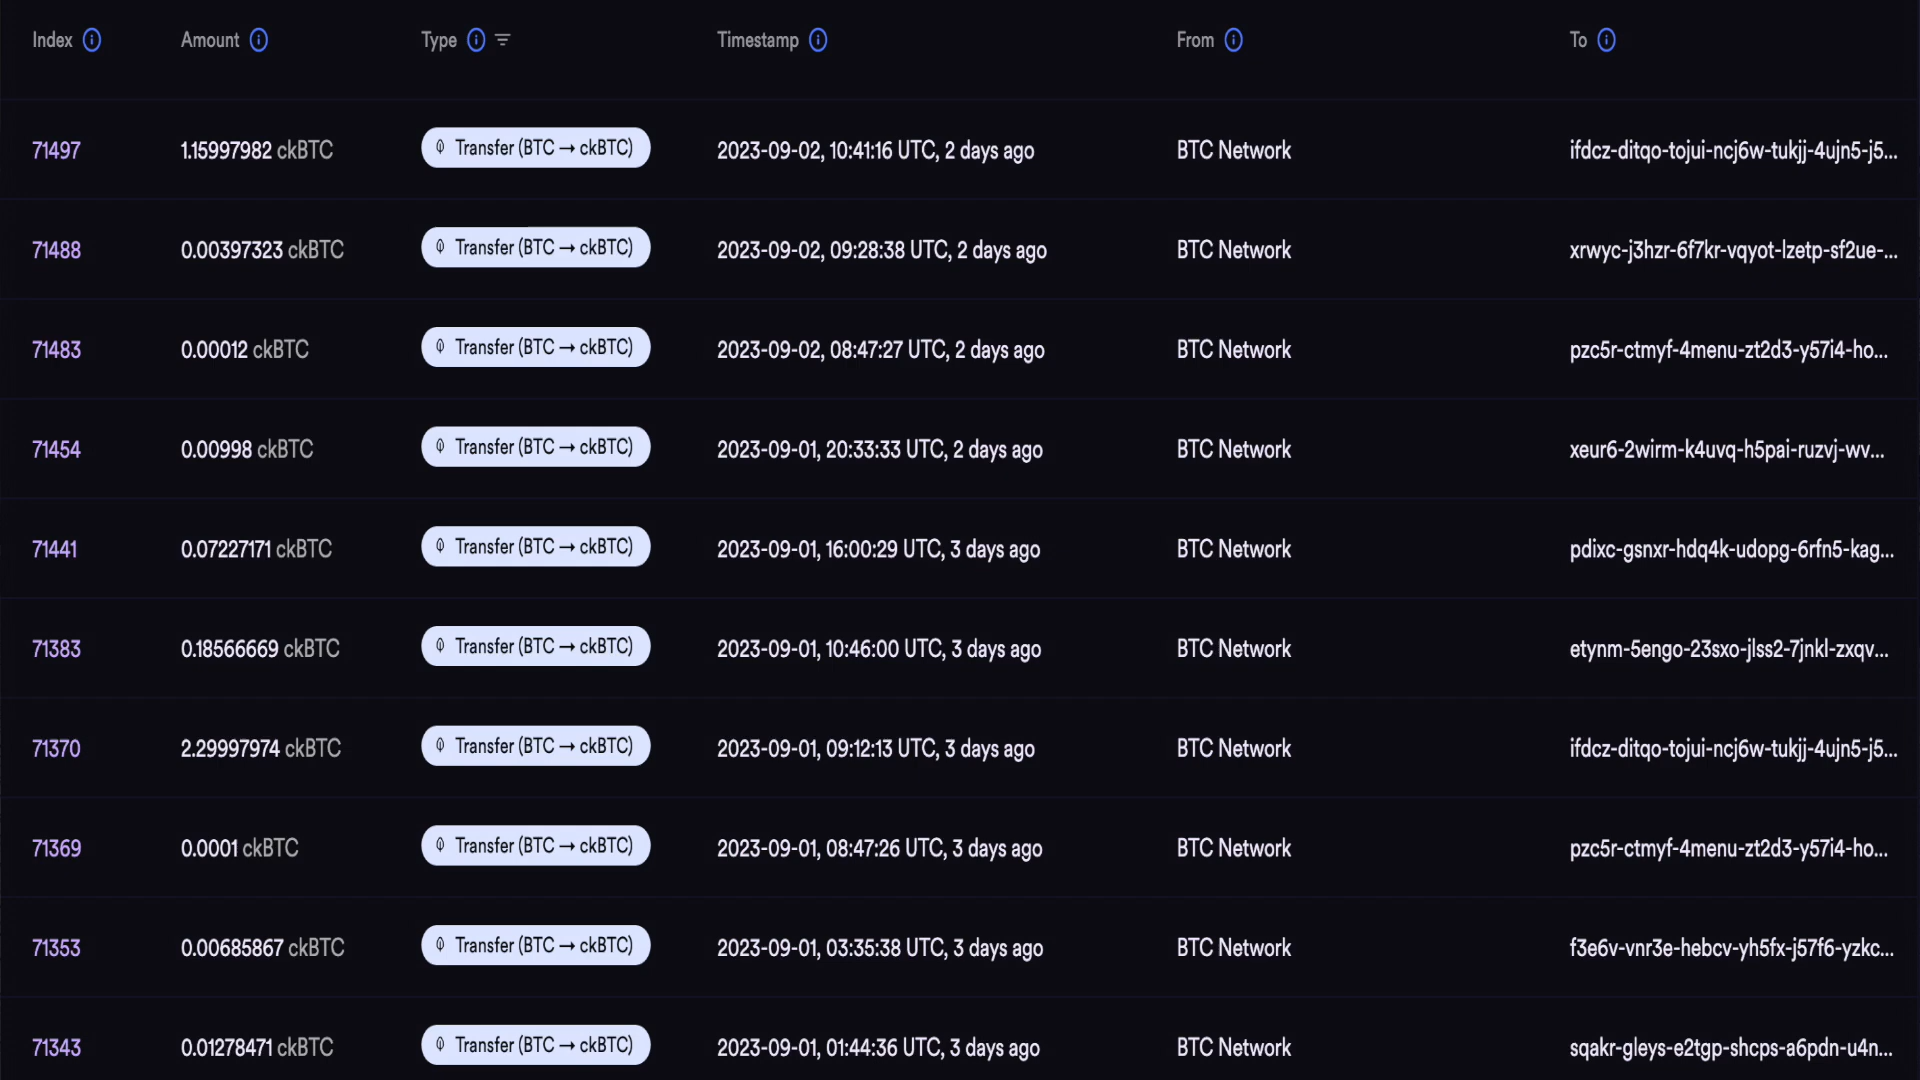 Index Amount Type Timestamp From To
71497 1.15997982 ckBTC Transfer (BTC → ckBTC) 2023-09-02, 10:41:16 UTC, 2 days ago BTC Network ifdcz-ditqo-tojui-ncj6w-tukjj-4ujn5-j5...
71488 0.00397323 ckBTC Transfer (BTC → ckBTC) 2023-09-02, 09:28:38 UTC, 2 days ago BTC Network xrwyc-j3hzr-6f7kr-vqyot-lzetp-sf2ue-...
71483 0.00012 ckBTC Transfer (BTC → ckBTC) 2023-09-02, 08:47:27 UTC, 2 days ago BTC Network pzc5r-ctmyf-4menu-zt2d3-y57i4-ho...
71454 0.00998 ckBTC Transfer (BTC → ckBTC) 2023-09-01, 20:33:33 UTC, 2 days ago BTC Network xeur6-2wirm-k4uvq-h5pai-ruzvj-wv...
71441 0.07227171 ckBTC Transfer (BTC → ckBTC) 2023-09-01, 16:00:29 UTC, 3 days ago BTC Network pdixc-gsnxr-hdq4k-udopg-6rfn5-kag...
71383 0.18566669 ckBTC Transfer (BTC → ckBTC) 2023-09-01, 10:46:00 UTC, 3 days ago BTC Network etynm-5engo-23sxo-jlss2-7jnkl-zxqv...
71370 2.29997974 ckBTC Transfer (BTC → ckBTC) 2023-09-01, 09:12:13 UTC, 3 days ago BTC Network ifdcz-ditqo-tojui-ncj6w-tukjj-4ujn5-j5...
71369 0.0001 ckBTC Transfer (BTC → ckBTC) 2023-09-01, 08:47:26 UTC, 3 days ago BTC Network pzc5r-ctmyf-4menu-zt2d3-y57i4-ho...
71353 0.00685867 ckBTC Transfer (BTC → ckBTC) 2023-09-01, 03:35:38 UTC, 3 days ago BTC Network f3e6v-vnr3e-hebcv-yh5fx-j57f6-yzkc...
71343 0.01278471 ckBTC Transfer (BTC → ckBTC) 2023-09-01, 01:44:36 UTC, 3 days ago BTC Network sqakr-gleys-e2tgp-shcps-a6pdn-u4n...